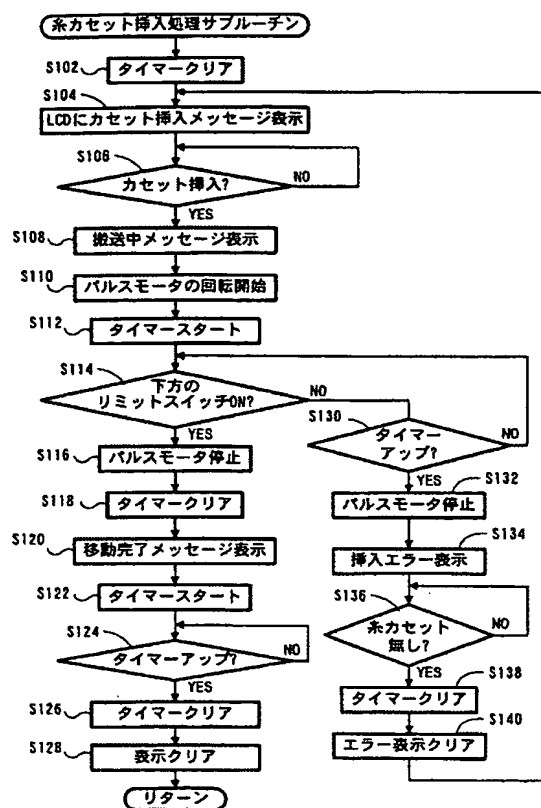 糸カセット挿入処理サブルーチン
S102
タイマークリア
S104
LCDにカセット挿入メッセージ表示
S106
カセット挿入?
NO
YES
S108
搬送中メッセージ表示
S110
パルスモータの回転開始
S112
タイマースタート
S114
下方の
リミットスイッチON?
NO
YES
S116
パルスモータ停止
S118
タイマークリア
S120
移動完了メッセージ表示
S122
タイマースタート
S124
タイマーアップ?
NO
YES
S126
タイマークリア
S128
表示クリア
リターン
S130
タイマー
アップ?
NO
YES
S132
パルスモータ停止
S134
挿入エラー表示
S136
糸カセット
無し?
NO
YES
S138
タイマークリア
S140
エラー表示クリア